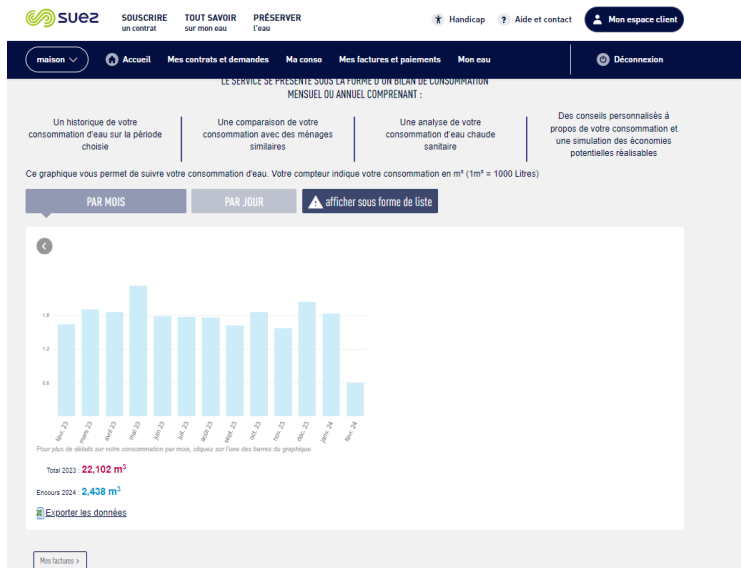 suez
SOUSCRIRE
un contrat
TOUT SAVOIR
sur mon eau
PRÉSERVER
l'eau
Handicap
? Aide et contact
Mon espace client
maison
Accueil
Mes contrats et demandes
Ma conso
Mes factures et paiements
Mon eau
Déconnexion
LE SERVICE SE PRÉSENTE SOUS LA FORME D'UN BILAN DE CONSOMMATION
MENSUEL OU ANNUEL COMPRENANT :
Un historique de votre
consommation d'eau sur la période
choisie
Une comparaison de votre
consommation avec des ménages
similaires
Une analyse de votre
consommation d'eau chaude
sanitaire
Des conseils personnalisés à
propos de votre consommation et
une simulation des économies
potentielles réalisables
Ce graphique vous permet de suivre votre consommation d'eau. Votre compteur indique votre consommation en m³ (1m³ = 1000 Litres)
PAR MOIS
PAR JOUR
afficher sous forme de liste
1.8
1.2
0.6
févr. 23
mars 23
avril 23
mai 23
juin 23
juil. 23
août 23
sept. 23
oct. 23
nov. 23
déc. 23
janv. 24
févr. 24
Pour plus de détails sur votre consommation par mois, cliquez sur l'une des barres du graphique
Total 2023 : 22,102 m³
Encours 2024 : 2,438 m³
Exporter les données
Mes factures >